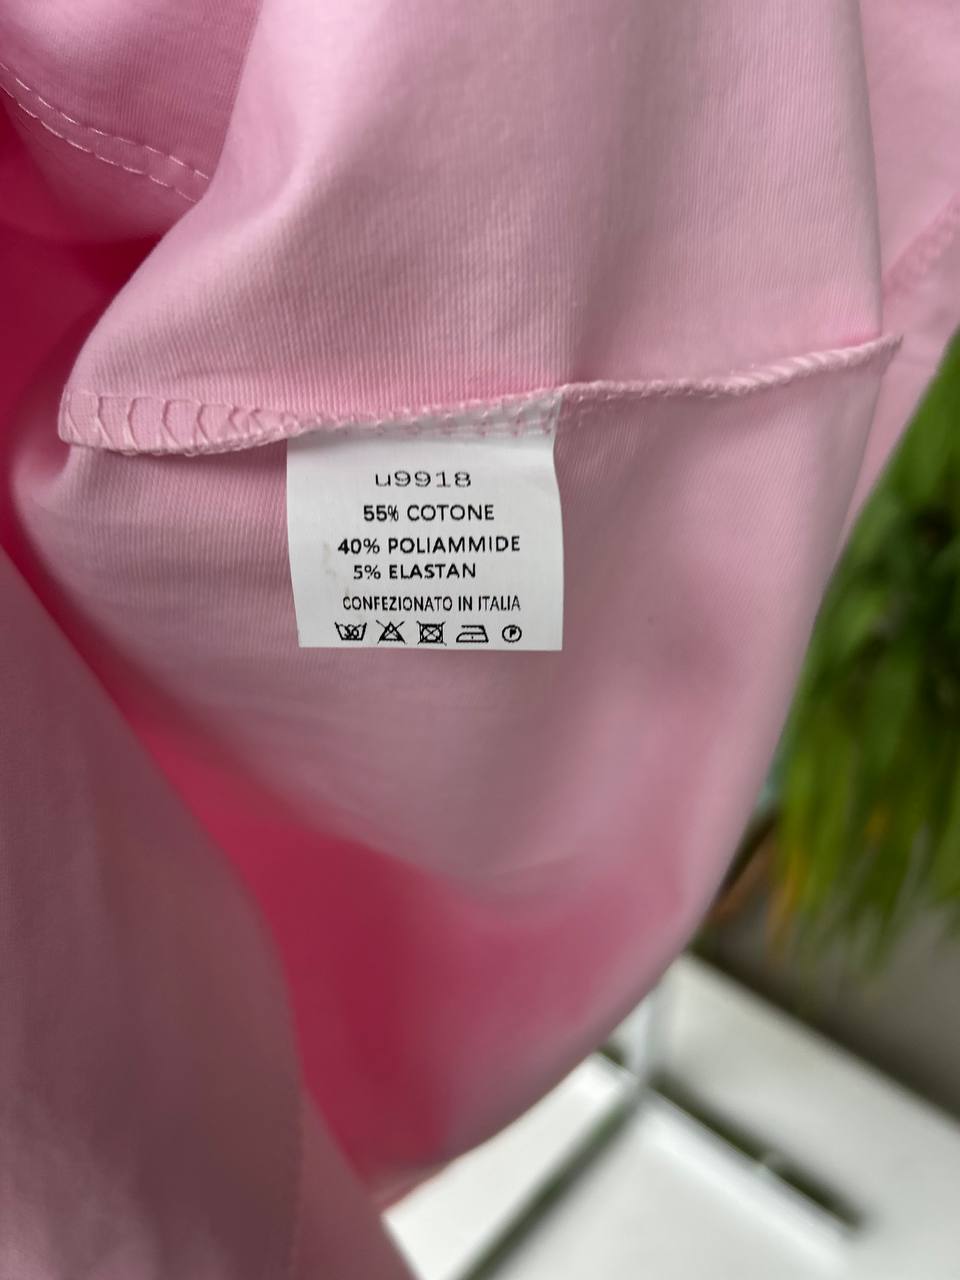 u9918
55% COTONE
40% POLIAMMIDE
5% ELASTAN
CONFEZIONATO IN ITALIA
P